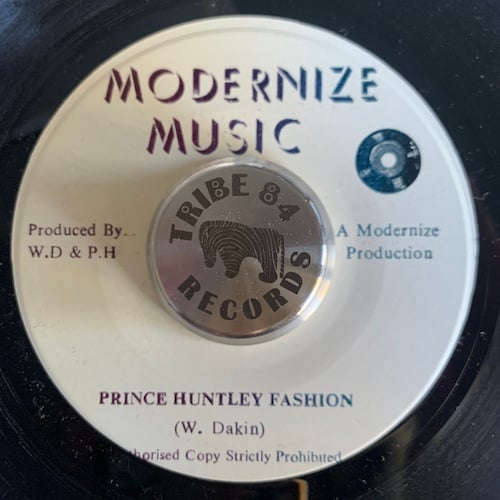 MODERNIZE
MUSIC
Produced By..
W.D & P.H
A Modernize
Production
TRIBE 84
RECORDS
PRINCE HUNTLEY FASHION
(W. Dakin)
Copy Strictly Prohibited